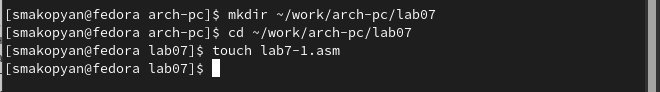 [smakopyan@fedora arch-pc]$ mkdir ~/work/arch-pc/lab07
[smakopyan@fedora arch-pc]$ cd ~/work/arch-pc/lab07
[smakopyan@fedora lab07]$ touch lab7-1.asm
[smakopyan@fedora lab07]$